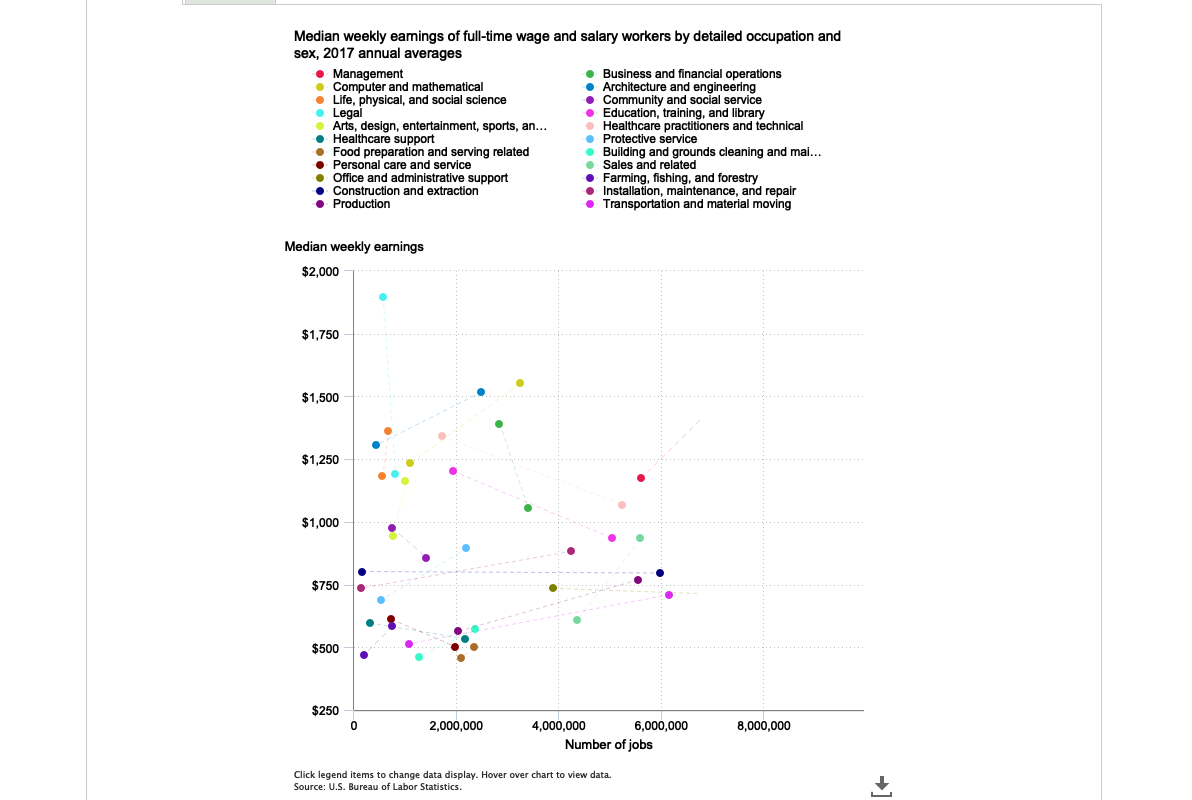 Median weekly earnings of full-time wage and salary workers by detailed occupation and
sex, 2017 annual averages
Management
Business and financial operations
Computer and mathematical
Architecture and engineering
Life, physical, and social science
Community and social service
Legal
Education, training, and library
Arts, design, entertainment, sports, an...
Healthcare practitioners and technical
Healthcare support
Protective service
Food preparation and serving related
Building and grounds cleaning and mai...
Personal care and service
Sales and related
Office and administrative support
Farming, fishing, and forestry
Construction and extraction
Installation, maintenance, and repair
Production
Transportation and material moving
Median weekly earnings
$2,000
$1,750
$1,500
$1,250
$1,000
$750
$500
$250
0 2,000,000 4,000,000 6,000,000 8,000,000
Number of jobs
Click legend items to change data display. Hover over chart to view data.
Source: U.S. Bureau of Labor Statistics.